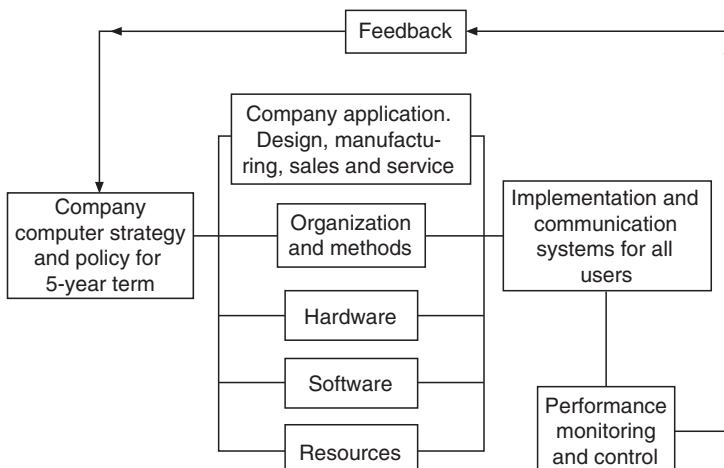 Feedback
Company application.
Design, manufactu-
ring, sales and service
Company
computer strategy
and policy for
5-year term
Organization
and methods
Implementation and
communication
systems for all
users
Hardware
Software
Resources
Performance
monitoring
and control